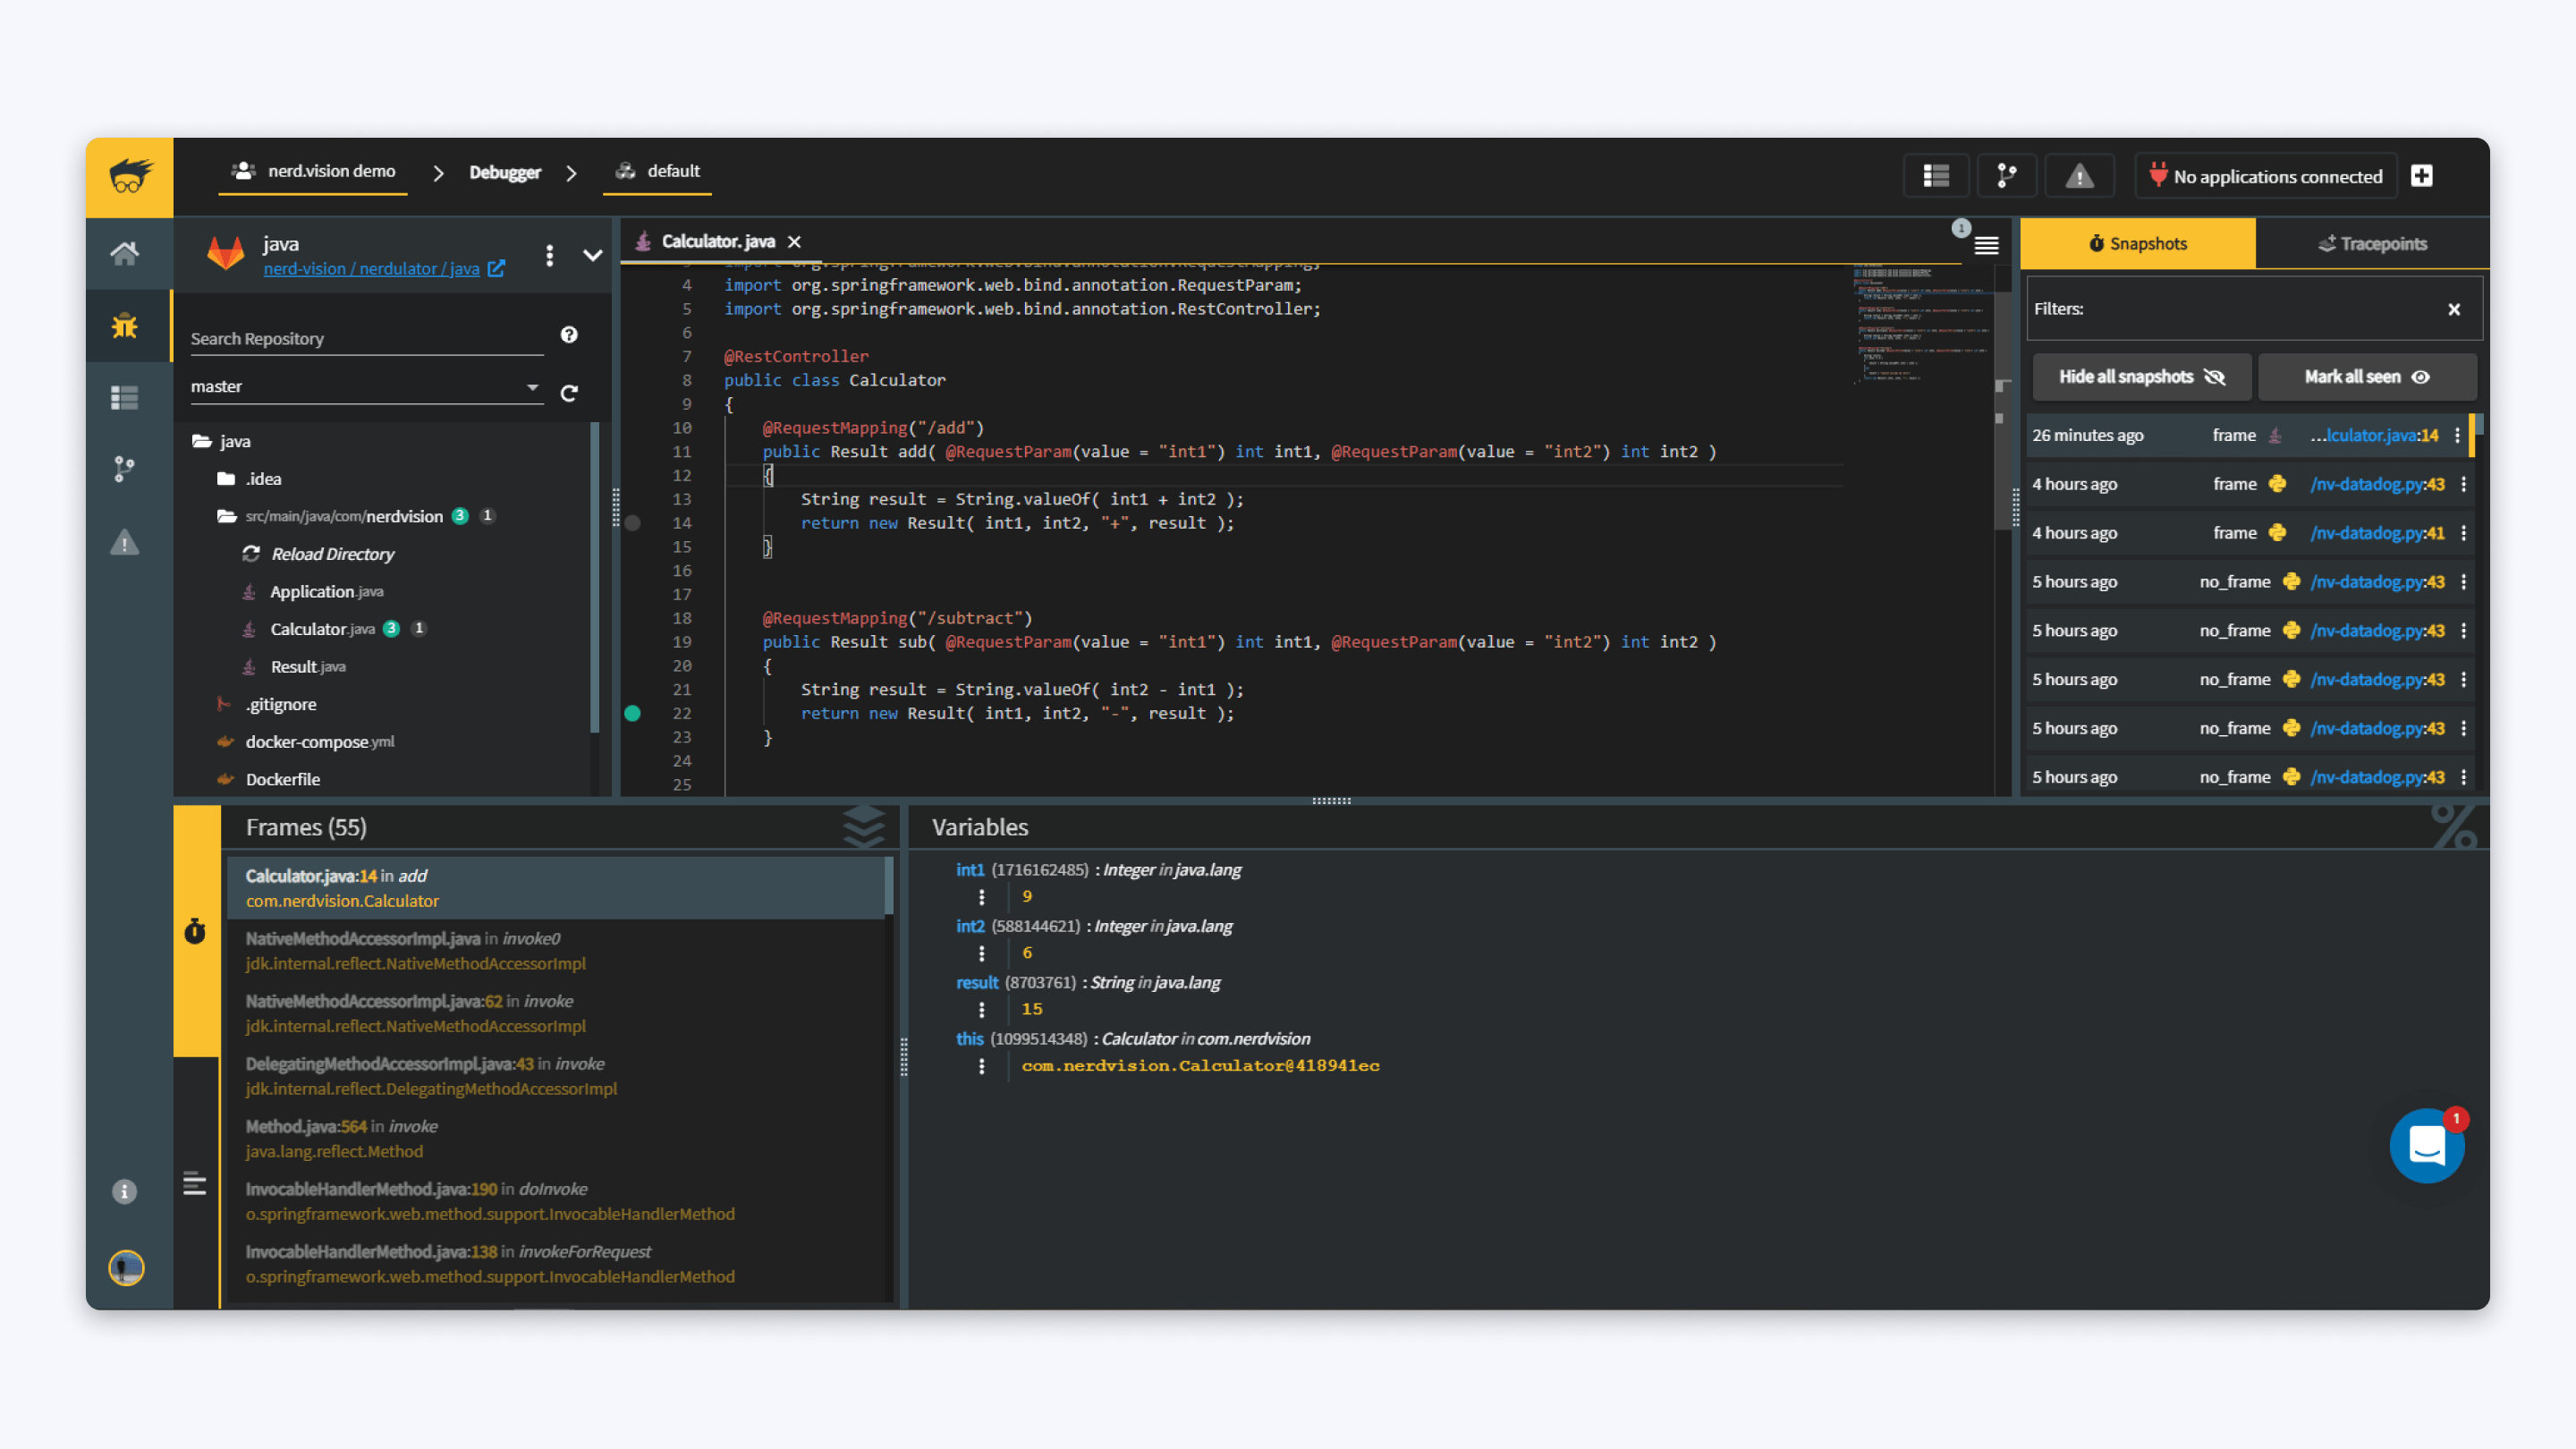 nerd.vision demo
Debugger
default
No applications connected
java
nerd-vision / nerdulator / java
Search Repository
master
java
.idea
src/main/java/com/nerdvision 3 1
Reload Directory
Application.java
Calculator.java 3 1
Result.java
.gitignore
docker-compose.yml
Dockerfile
Calculator.java
1
3 import org.springframework.web.bind.annotation.RequestMapping;
4 import org.springframework.web.bind.annotation.RequestParam;
5 import org.springframework.web.bind.annotation.RestController;
6
7 @RestController
8 public class Calculator
9 {
10 @RequestMapping("/add")
11 public Result add( @RequestParam(value = "int1") int int1, @RequestParam(value = "int2") int int2 )
12 {
13 String result = String.valueOf( int1 + int2 );
14 return new Result( int1, int2, "+", result );
15 }
16
17
18 @RequestMapping("/subtract")
19 public Result sub( @RequestParam(value = "int1") int int1, @RequestParam(value = "int2") int int2 )
20 {
21 String result = String.valueOf( int2 - int1 );
22 return new Result( int1, int2, "-", result );
23 }
24
25
Snapshots
Tracepoints
Filters:
Hide all snapshots
Mark all seen
26 minutes ago frame ...lculator.java:14
4 hours ago frame /nv-datadog.py:43
4 hours ago frame /nv-datadog.py:41
5 hours ago no_frame /nv-datadog.py:43
5 hours ago no_frame /nv-datadog.py:43
5 hours ago no_frame /nv-datadog.py:43
5 hours ago no_frame /nv-datadog.py:43
5 hours ago no_frame /nv-datadog.py:43
Frames (55)
Calculator.java:14 in add
com.nerdvision.Calculator
NativeMethodAccessorImpl.java in invoke0
jdk.internal.reflect.NativeMethodAccessorImpl
NativeMethodAccessorImpl.java:62 in invoke
jdk.internal.reflect.NativeMethodAccessorImpl
DelegatingMethodAccessorImpl.java:43 in invoke
jdk.internal.reflect.DelegatingMethodAccessorImpl
Method.java:564 in invoke
java.lang.reflect.Method
InvocableHandlerMethod.java:190 in doInvoke
o.springframework.web.method.support.InvocableHandlerMethod
InvocableHandlerMethod.java:138 in invokeForRequest
o.springframework.web.method.support.InvocableHandlerMethod
Variables
int1 (1716162485) : Integer in java.lang
9
int2 (588144621) : Integer in java.lang
6
result (8703761) : String in java.lang
15
this (1099514348) : Calculator in com.nerdvision
com.nerdvision.Calculator@418941ec
1